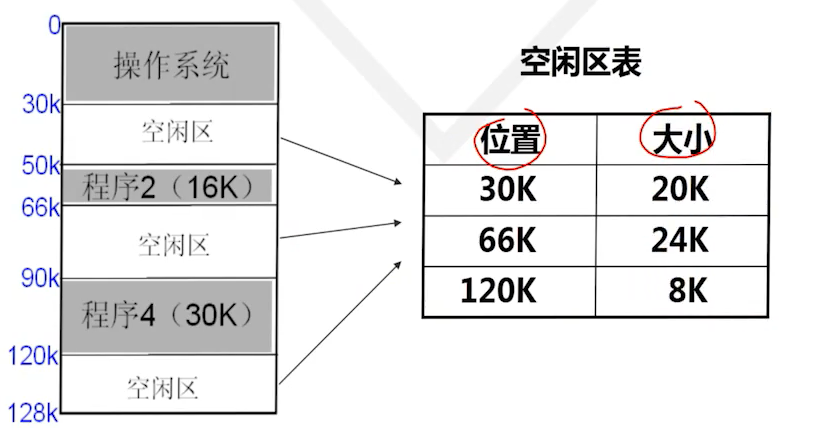 0
操作系统
30k
空闲区
50k
程序2（16K）
66k
空闲区
90k
程序4（30K）
120k
空闲区
128k
空闲区表
位置 大小
30K 20K
66K 24K
120K 8K